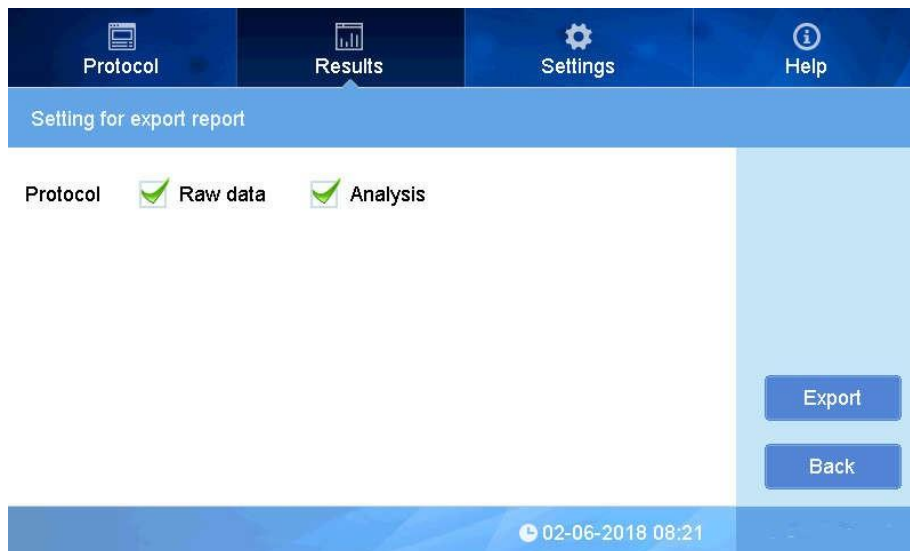 Protocol Results Settings Help
Setting for export report
Protocol Raw data Analysis
Export
Back
02-06-2018 08:21